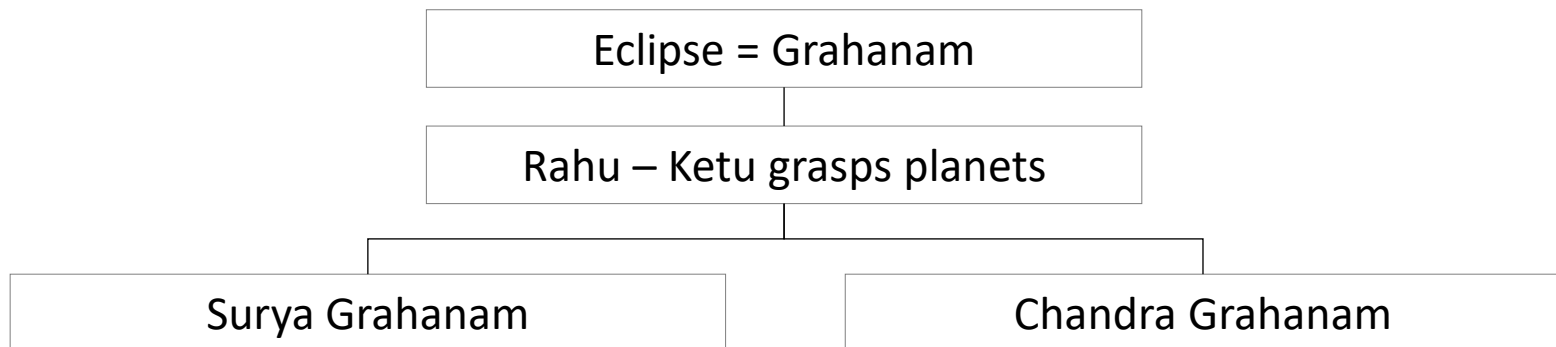 Eclipse = Grahanam
Rahu – Ketu grasps planets
Surya Grahanam
Chandra Grahanam